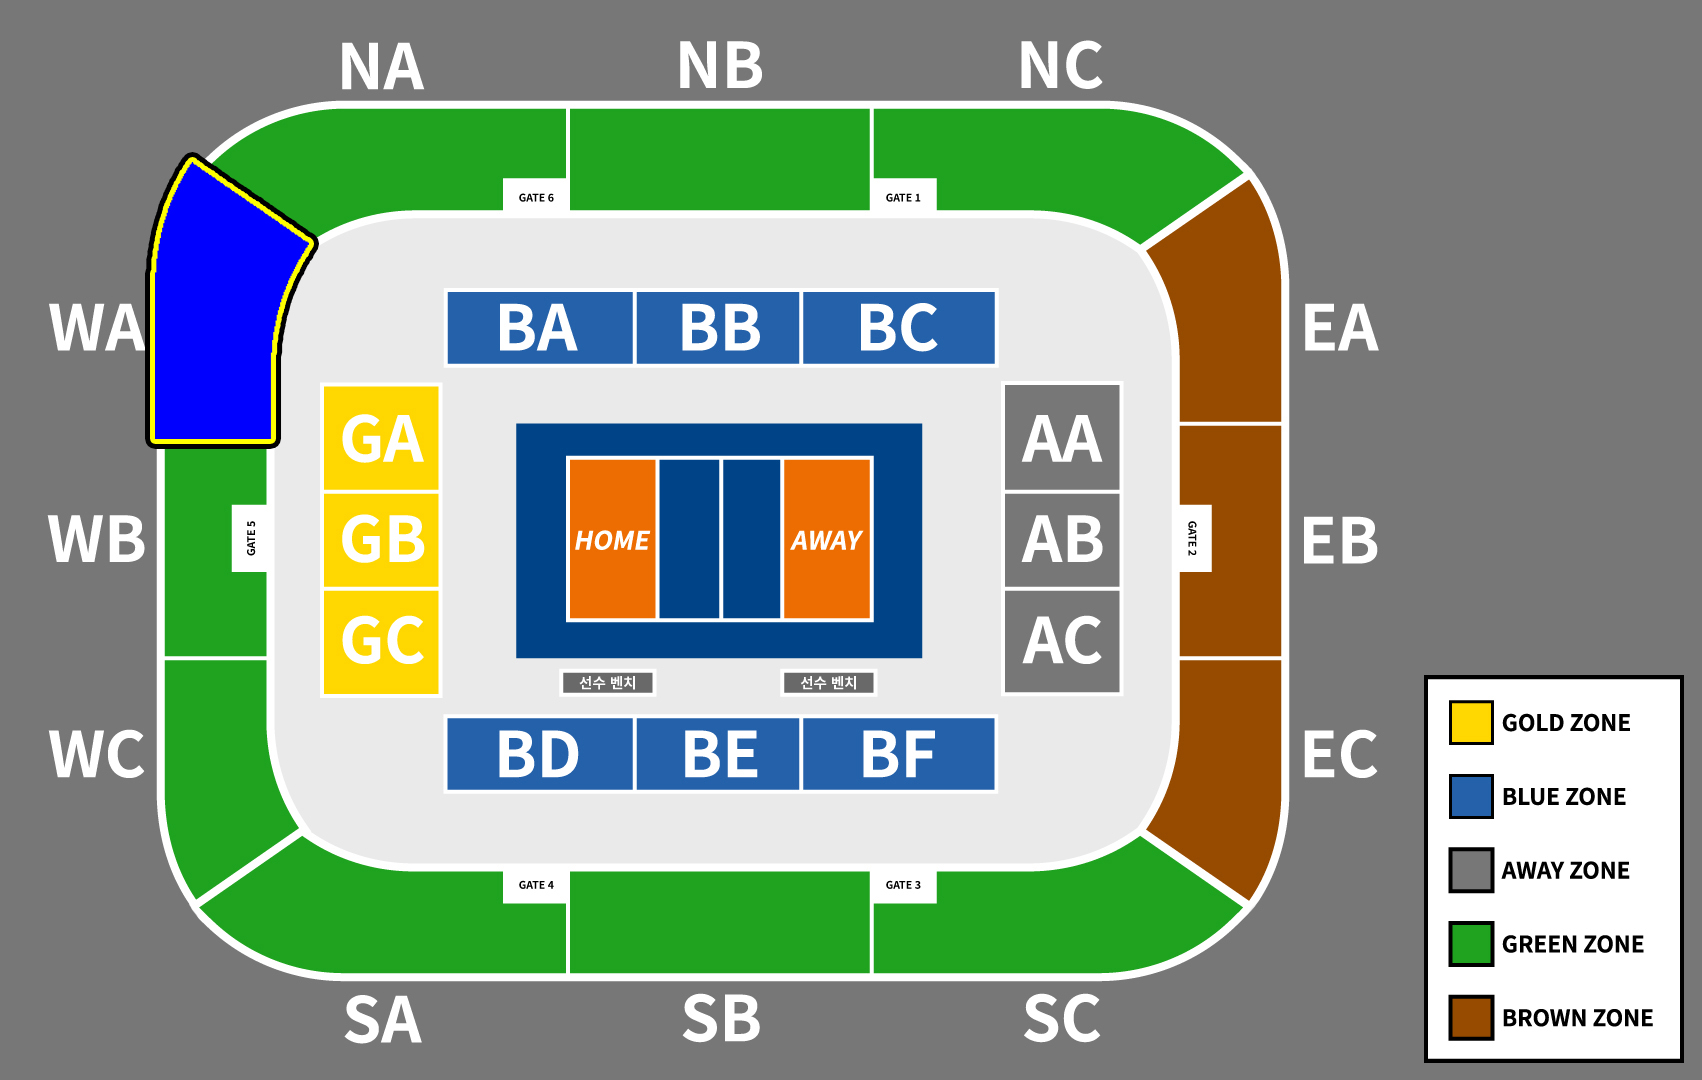 NA NB NC
GATE 6 GATE 1
WA BA BB BC EA
GA AA
WB GATE 5 GB HOME AWAY AB GATE 2 EB
GC AC
선수 벤치 선수 벤치
WC BD BE BF EC
GATE 4 GATE 3
SA SB SC
GOLD ZONE
BLUE ZONE
AWAY ZONE
GREEN ZONE
BROWN ZONE